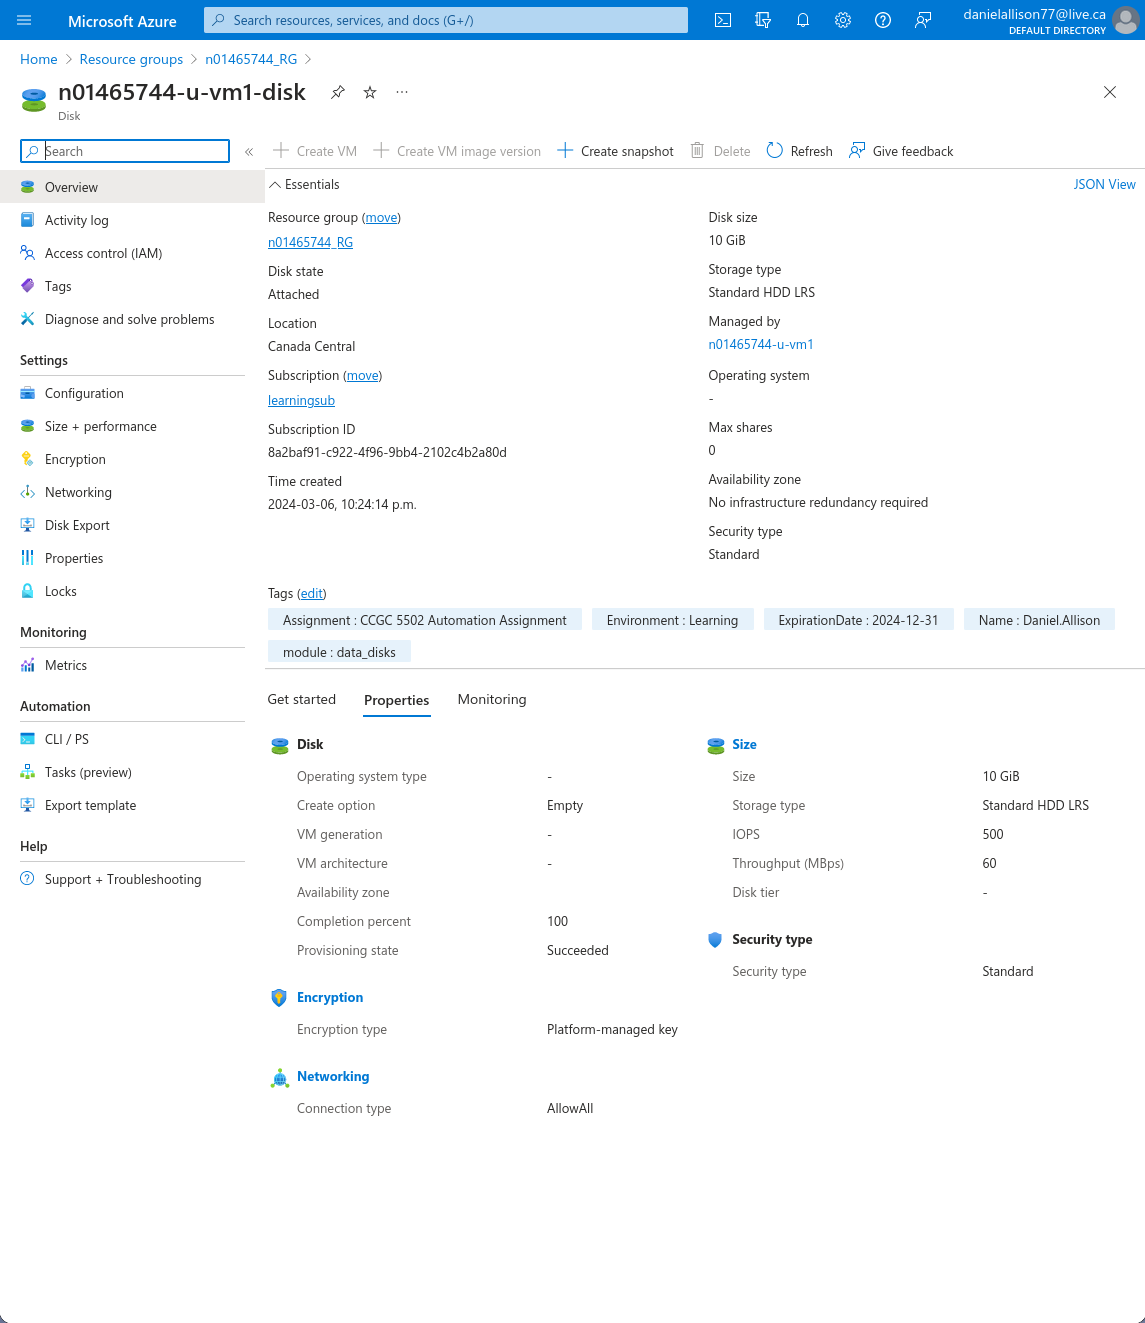 Microsoft Azure
Search resources, services, and docs (G+/)
danielallison77@live.ca
DEFAULT DIRECTORY
Home > Resource groups > n01465744_RG >
n01465744-u-vm1-disk
Disk
Search
Create VM
Create VM image version
Create snapshot
Delete
Refresh
Give feedback
Overview
Activity log
Access control (IAM)
Tags
Diagnose and solve problems
Settings
Configuration
Size + performance
Encryption
Networking
Disk Export
Properties
Locks
Monitoring
Metrics
Automation
CLI / PS
Tasks (preview)
Export template
Help
Support + Troubleshooting
Essentials
JSON View
Resource group (move)
n01465744_RG
Disk state
Attached
Location
Canada Central
Subscription (move)
learningsub
Subscription ID
8a2baf91-c922-4f96-9bb4-2102c4b2a80d
Time created
2024-03-06, 10:24:14 p.m.
Disk size
10 GiB
Storage type
Standard HDD LRS
Managed by
n01465744-u-vm1
Operating system
-
Max shares
0
Availability zone
No infrastructure redundancy required
Security type
Standard
Tags (edit)
Assignment : CCGC 5502 Automation Assignment
Environment : Learning
ExpirationDate : 2024-12-31
Name : Daniel.Allison
module : data_disks
Get started
Properties
Monitoring
Disk
Operating system type -
Create option Empty
VM generation -
VM architecture -
Availability zone
Completion percent 100
Provisioning state Succeeded
Encryption
Encryption type Platform-managed key
Networking
Connection type AllowAll
Size
Size 10 GiB
Storage type Standard HDD LRS
IOPS 500
Throughput (MBps) 60
Disk tier -
Security type
Security type Standard